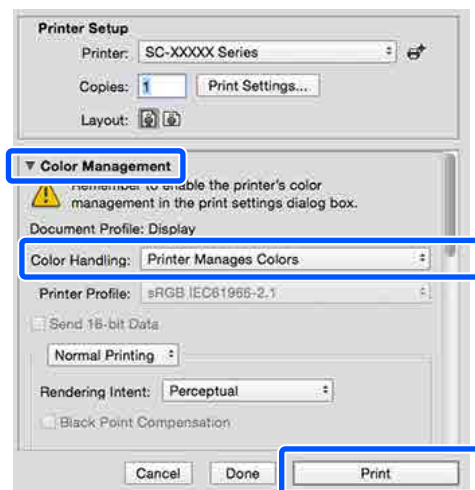 Printer Setup
Printer: SC-XXXXX Series
Copies: 1 Print Settings...
Layout:
Color Management
Remember to enable the printer's color
management in the print settings dialog box.
Document Profile: Display
Color Handling: Printer Manages Colors
Printer Profile: sRGB IEC61966-2.1
Send 16-bit Data
Normal Printing
Rendering Intent: Perceptual
Black Point Compensation
Cancel Done Print